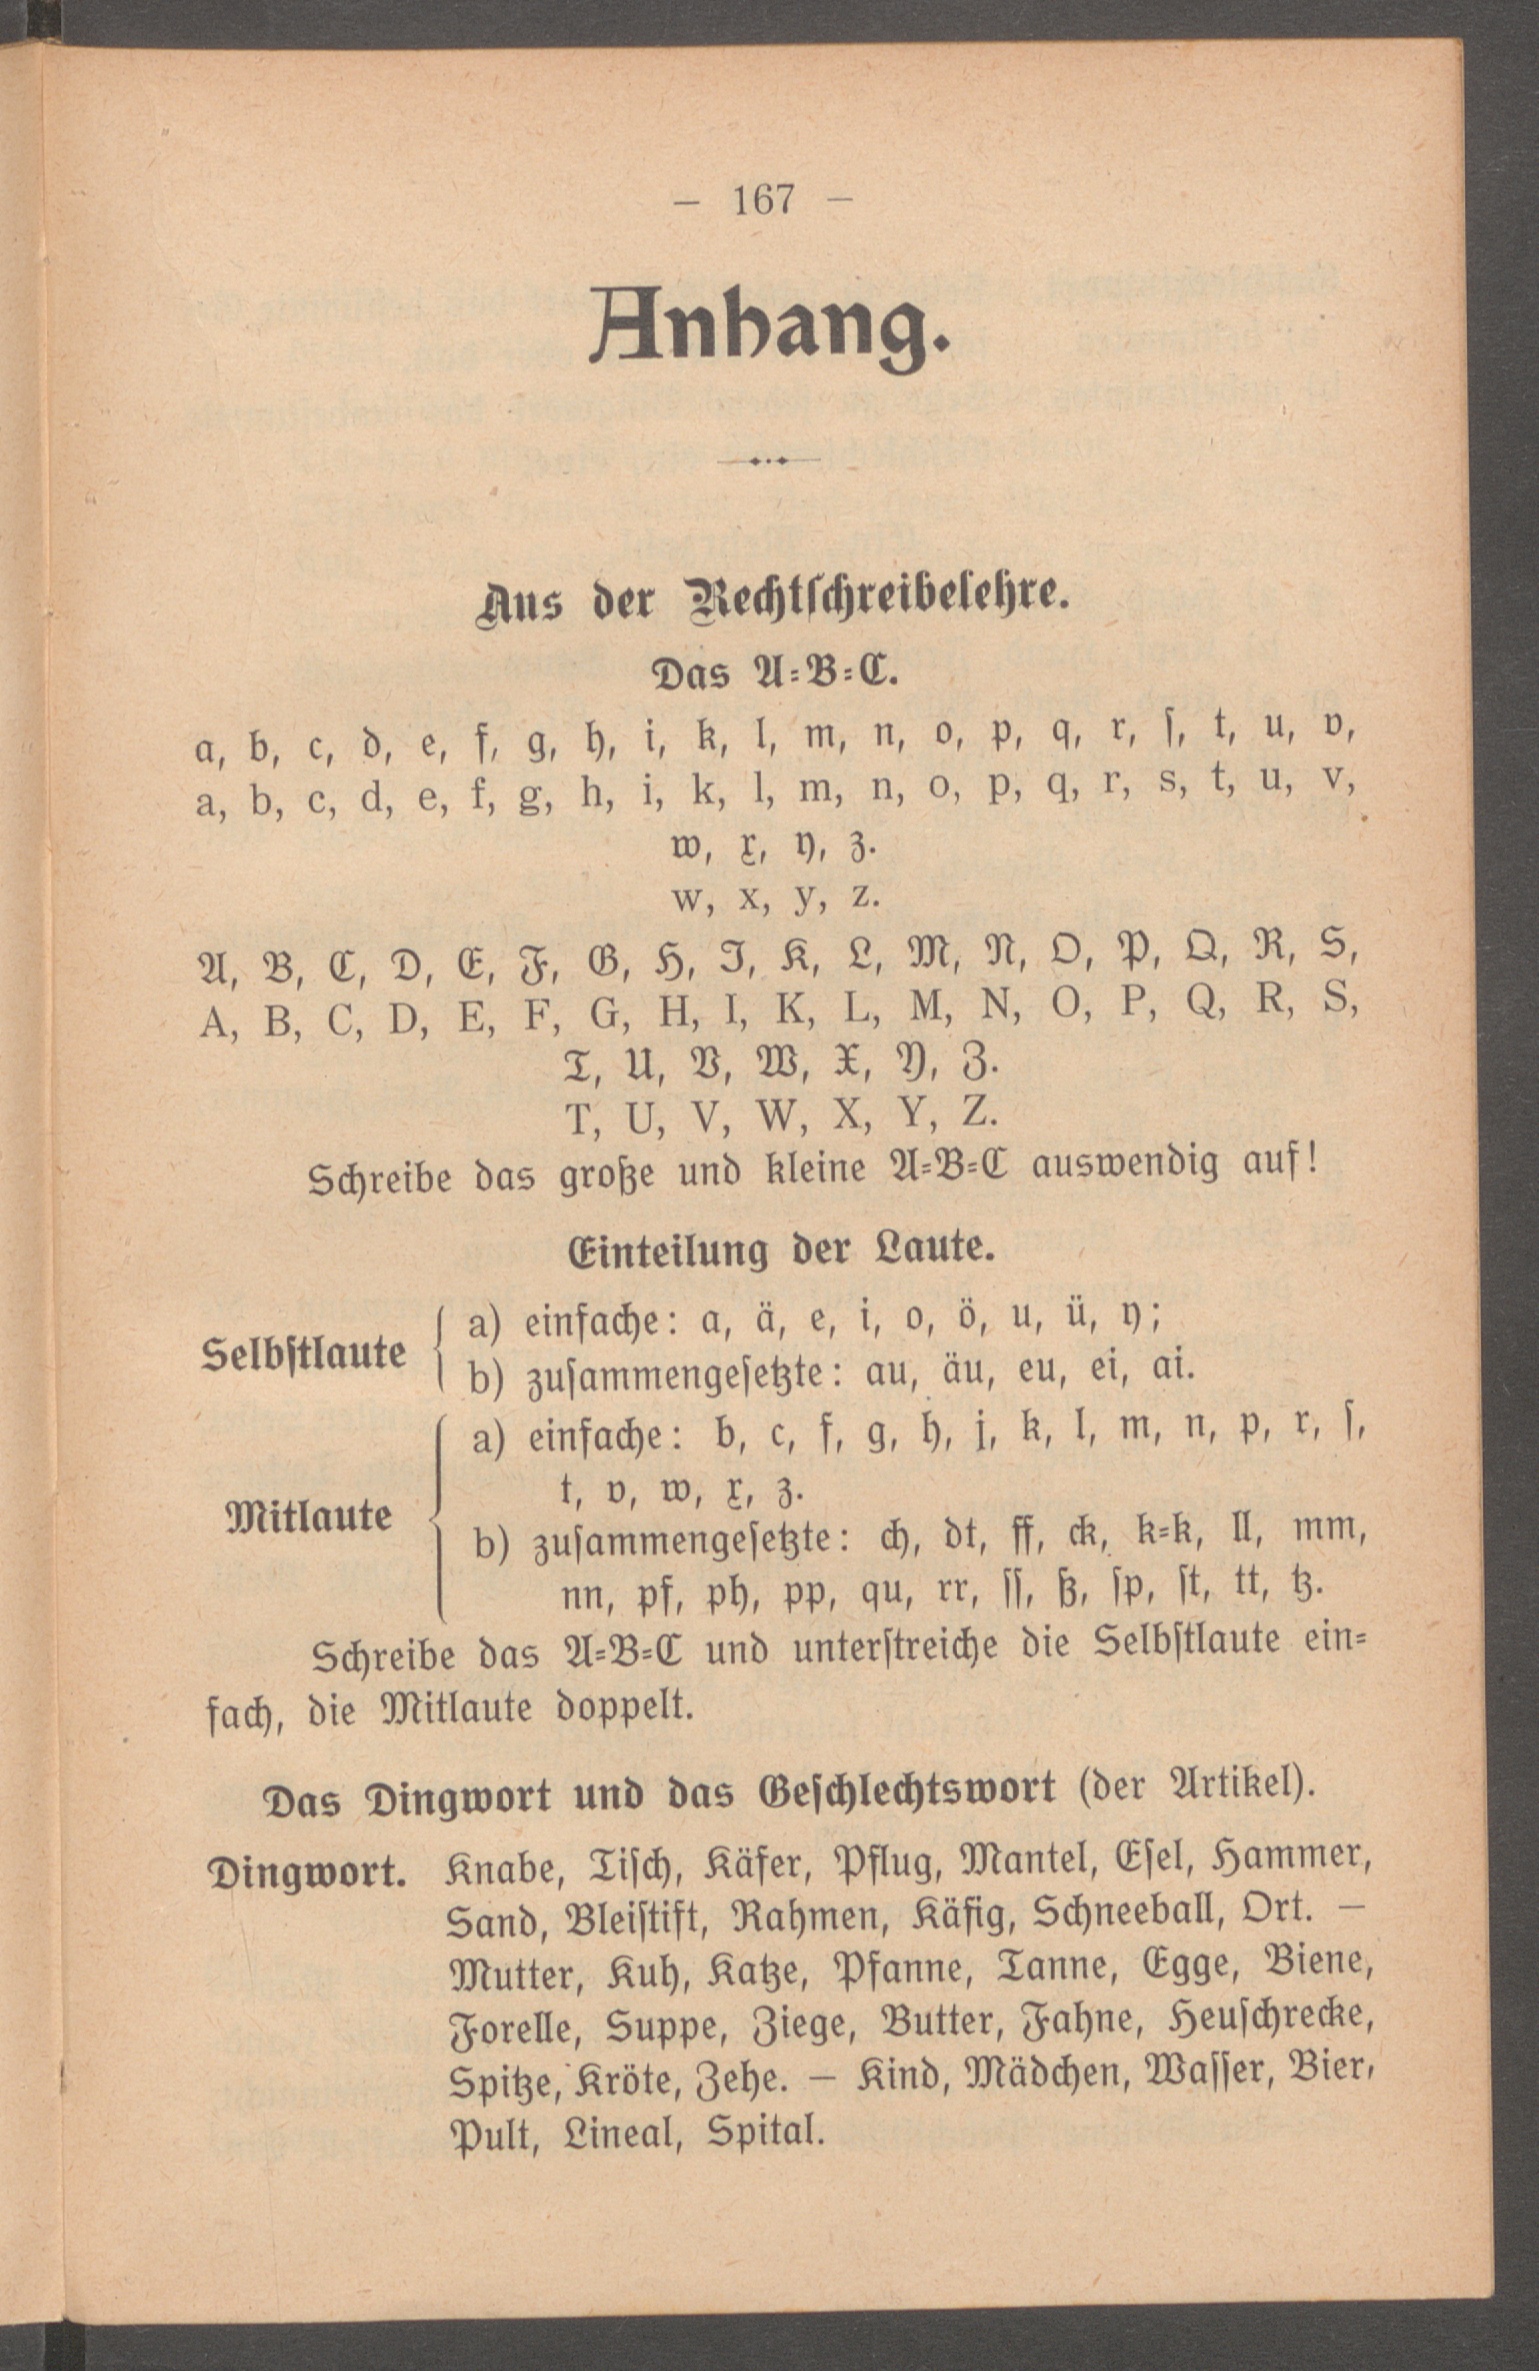 — 167 —
Anhang.
Aus der Rechtſchreibelehre.
Das A=B=C.
a, b, c, d, e, f, g, h, i, k, l, m, n, o, p, q, r, ſ, t, u, v,
a, b, c, d, e, f, g, h, i, k, l, m, n, o, p, q, r, s, t, u, v,
w, x, y, z.
w, x, y, z.
A, B, C, D, E, F, G, H, I, K, L, M, N, O, P, Q, R, S,
A, B, C, D, E, F, G, H, I, K, L, M, N, O, P, Q, R, S,
T, U, V, W, X, Y, Z.
T, U, V, W, X, Y, Z.
Schreibe das große und kleine A=B=C auswendig auf!
Einteilung der Laute.
Selbſtlaute
a) einfache: a, ä, e, i, o, ö, u, ü, y;
b) zuſammengeſetzte: au, äu, eu, ei, ai.
Mitlaute
a) einfache: b, c, f, g, h, j, k, l, m, n, p, r, ſ,
t, v, w, x, z.
b) zuſammengeſetzte: ch, dt, ff, ck, k=k, ll, mm,
nn, pf, ph, pp, qu, rr, ſſ, ß, ſp, ſt, tt, tz.
Schreibe das A=B=C und unterſtreiche die Selbſtlaute ein=
fach, die Mitlaute doppelt.
Das Dingwort und das Geſchlechtswort (der Artikel).
Dingwort. Knabe, Tiſch, Käfer, Pflug, Mantel, Eſel, Hammer,
Sand, Bleiſtift, Rahmen, Käfig, Schneeball, Ort. —
Mutter, Kuh, Katze, Pfanne, Tanne, Egge, Biene,
Forelle, Suppe, Ziege, Butter, Fahne, Heuſchrecke,
Spitze, Kröte, Zehe. — Kind, Mädchen, Waſſer, Bier,
Pult, Lineal, Spital.